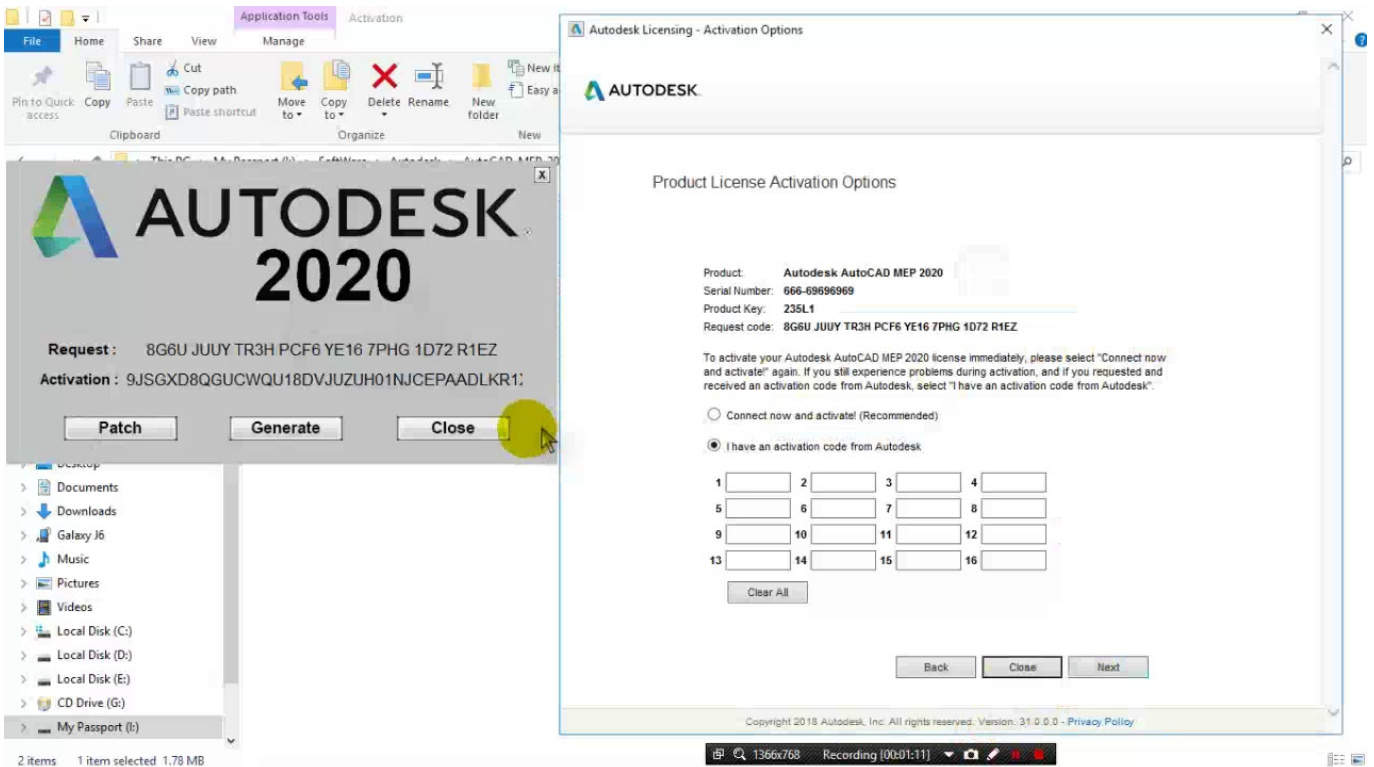 Application Tools
Activation
File
Home
Share
View
Manage
Pin to Quick access
Copy
Paste
Cut
Copy path
Paste shortcut
Move to
Copy to
Delete
Rename
New folder
New
Easy
Clipboard
Organize
New
AUTODESK
2020
Request : 8G6U JUUY TR3H PCF6 YE16 7PHG 1D72 R1EZ
Activation : 9JSGXD8QGUCWQU18DVJUZUH01NJCEPAADLKR1
Patch
Generate
Close
X
Desktop
Documents
Downloads
Galaxy J6
Music
Pictures
Videos
Local Disk (C:)
Local Disk (D:)
Local Disk (E:)
CD Drive (G:)
My Passport (I:)
2 items 1 item selected 1.78 MB
Autodesk Licensing - Activation Options
AUTODESK
Product License Activation Options
Product: Autodesk AutoCAD MEP 2020
Serial Number: 666-69696969
Product Key: 235L1
Request code: 8G6U JUUY TR3H PCF6 YE16 7PHG 1D72 R1EZ
To activate your Autodesk AutoCAD MEP 2020 license immediately, please select "Connect now
and activate!" again. If you still experience problems during activation, and if you requested and
received an activation code from Autodesk, select "I have an activation code from Autodesk".
Connect now and activate! (Recommended)
I have an activation code from Autodesk
1 2 3 4
5 6 7 8
9 10 11 12
13 14 15 16
Clear All
Back
Close
Next
Copyright 2018 Autodesk, Inc. All rights reserved. Version. 31.0.0.0 - Privacy Policy
1366x768 Recording [00:01:11]